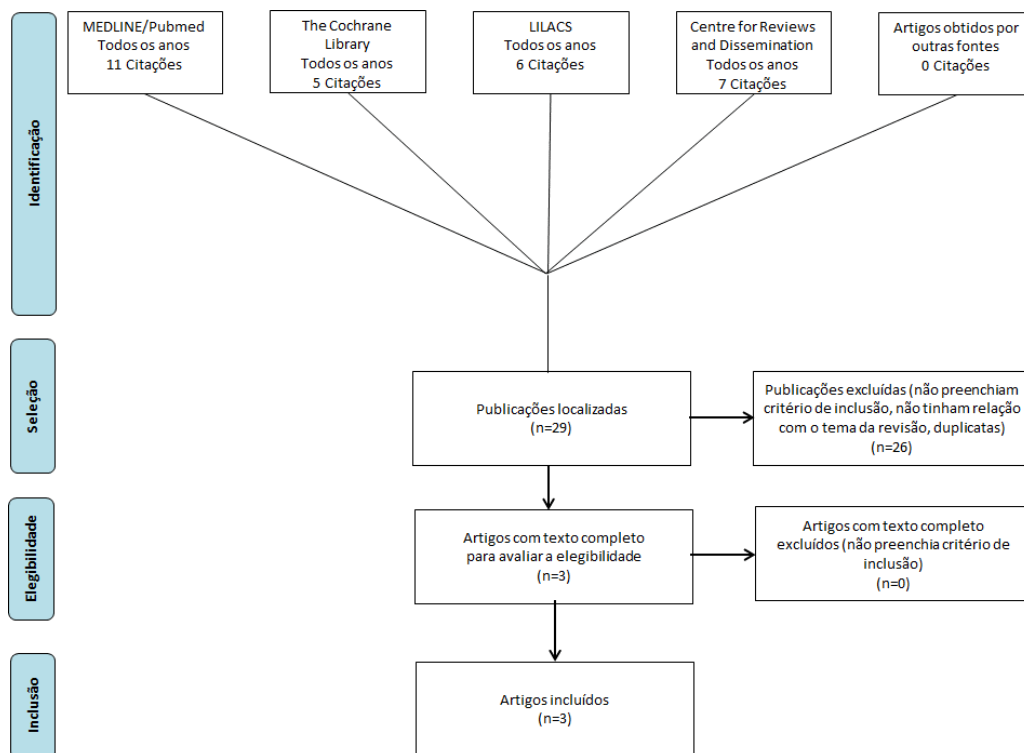 Identificação
MEDLINE/Pubmed
Todos os anos
11 Citações
The Cochrane
Library
Todos os anos
5 Citações
LILACS
Todos os anos
6 Citações
Centre for Reviews
and Dissemination
Todos os anos
7 Citações
Artigos obtidos por
outras fontes
0 Citações
Seleção
Publicações localizadas
(n=29)
Publicações excluídas (não preenchiam
critério de inclusão, não tinham relação
com o tema da revisão, duplicatas)
(n=26)
Elegibilidade
Artigos com texto completo
para avaliar a elegibilidade
(n=3)
Artigos com texto completo
excluídos (não preenchia critério de
inclusão)
(n=0)
Inclusão
Artigos incluídos
(n=3)